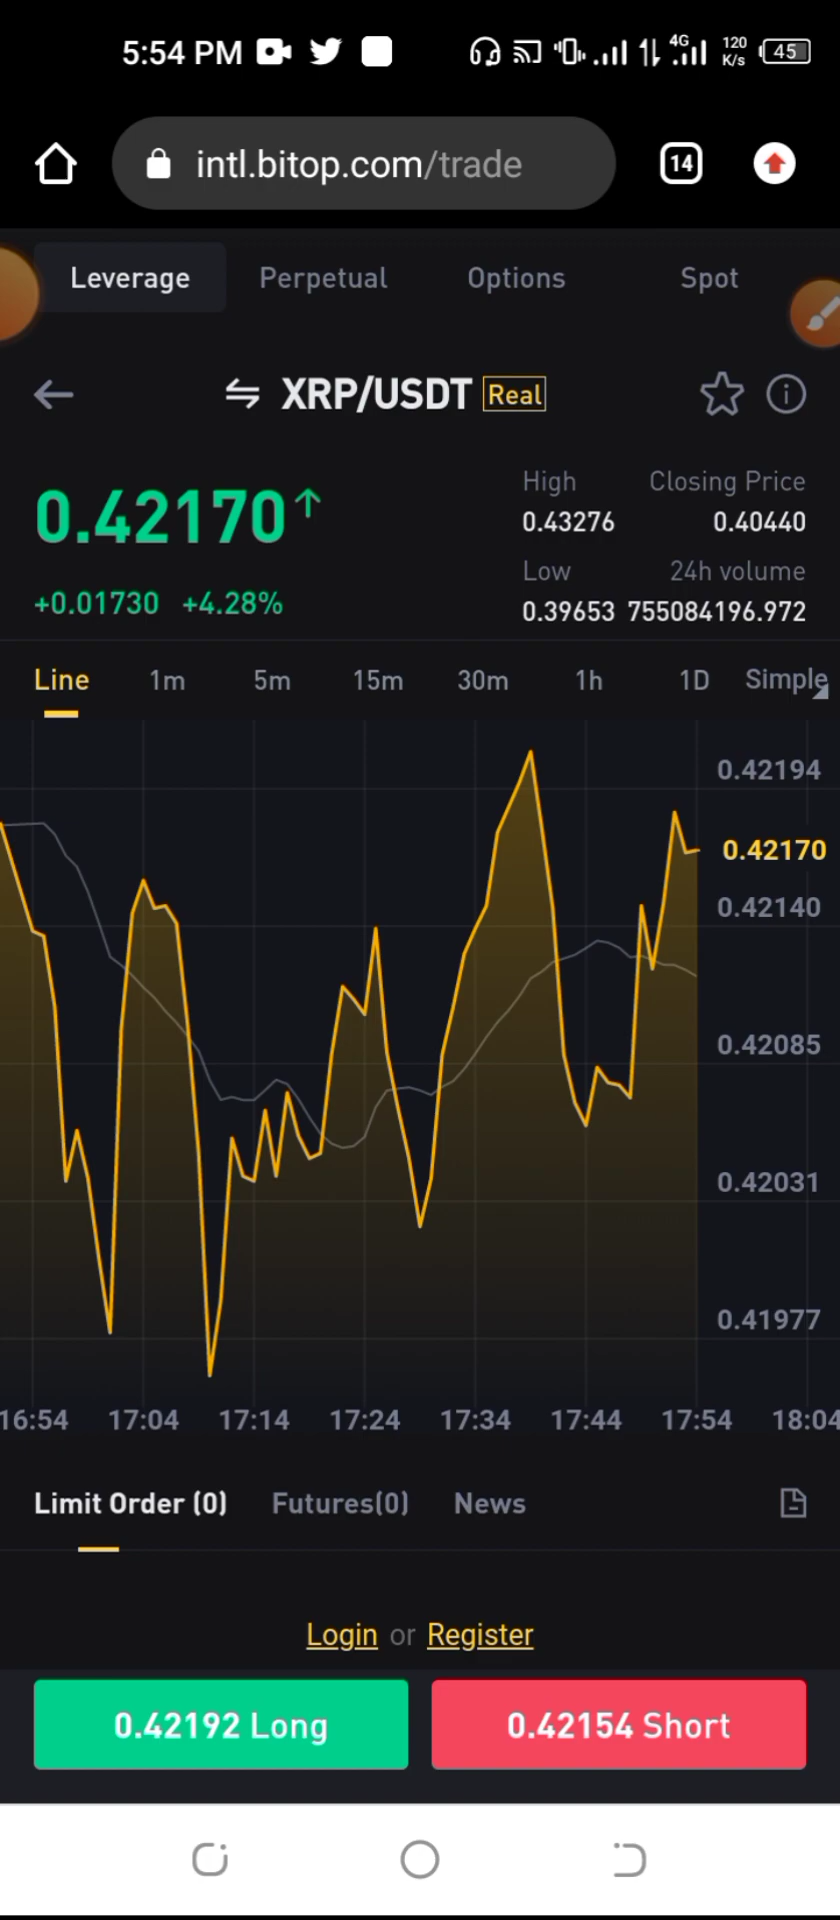 5:54 PM 4G 120 K/s 45
intl.bitop.com/trade 14
Leverage Perpetual Options Spot
XRP/USDT Real
0.42170↑
+0.01730 +4.28%
High Closing Price
0.43276 0.40440
Low 24h volume
0.39653 755084196.972
Line 1m 5m 15m 30m 1h 1D Simple
0.42194
0.42170
0.42140
0.42085
0.42031
0.41977
16:54 17:04 17:14 17:24 17:34 17:44 17:54 18:04
Limit Order (0) Futures(0) News
Login or Register
0.42192 Long 0.42154 Short